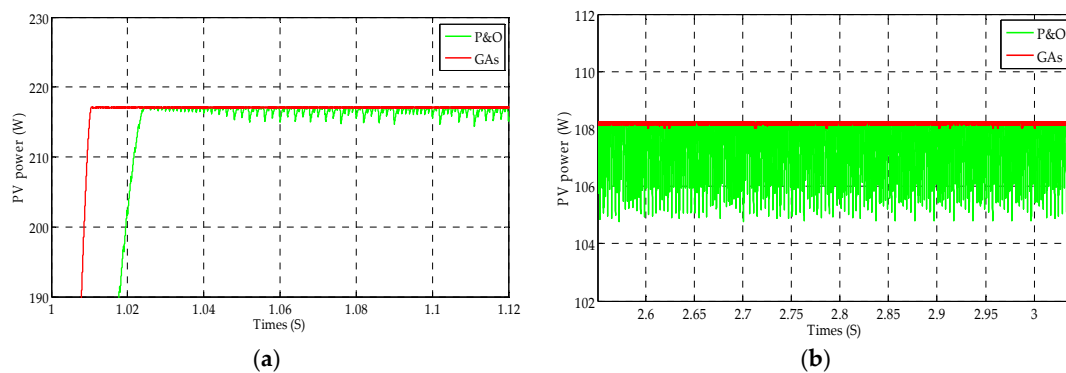 230
220
210
200
190
PV power (W)
1
1.02
1.04
1.06
1.08
1.1
1.12
Times (S)
P&O
GAs
(a)
112
110
108
106
104
102
PV power (W)
2.6
2.65
2.7
2.75
2.8
2.85
2.9
2.95
3
Times (S)
P&O
GAs
(b)